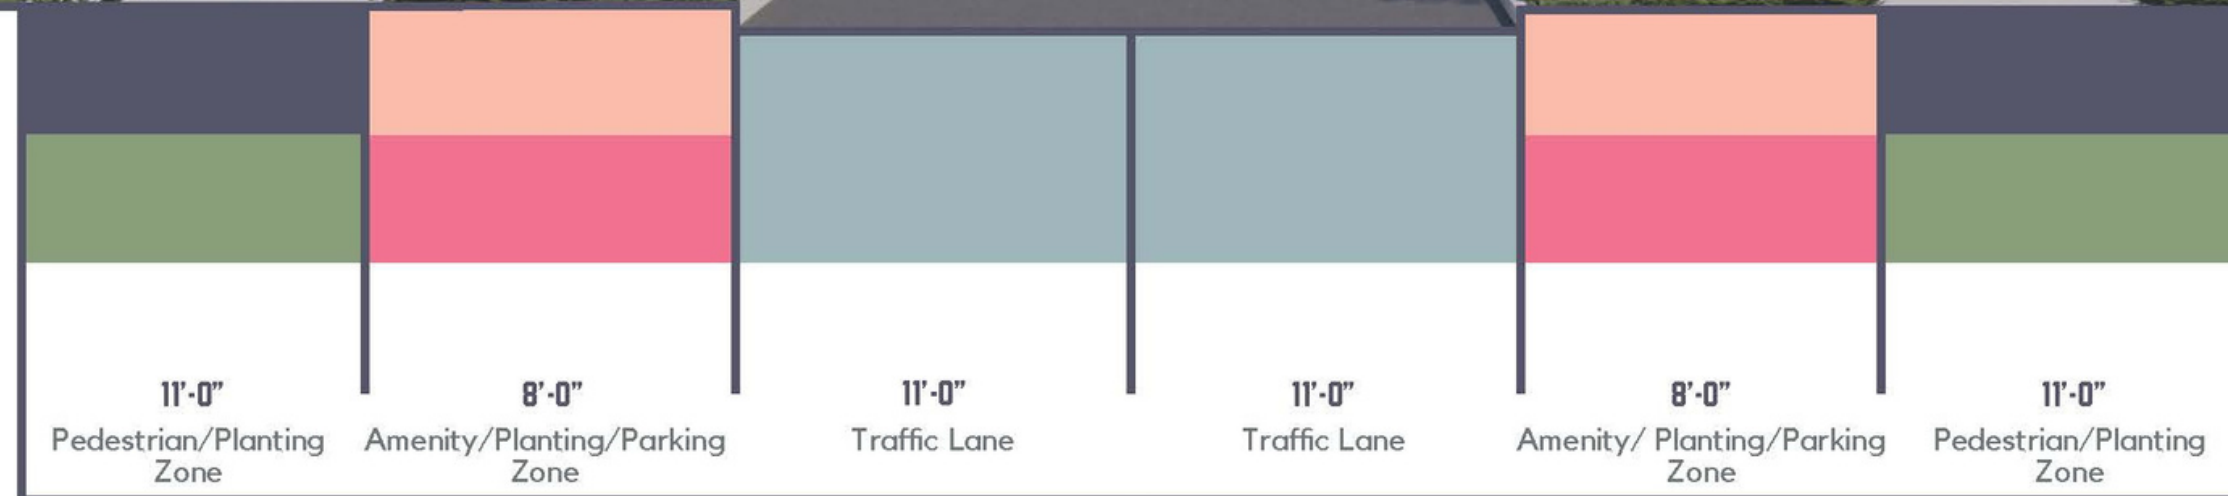 11'-0" 8'-0" 11'-0" 11'-0" 8'-0" 11'-0"
Pedestrian/Planting Amenity/Planting/Parking Traffic Lane Traffic Lane Amenity/ Planting/Parking Pedestrian/Planting
Zone Zone Zone Zone